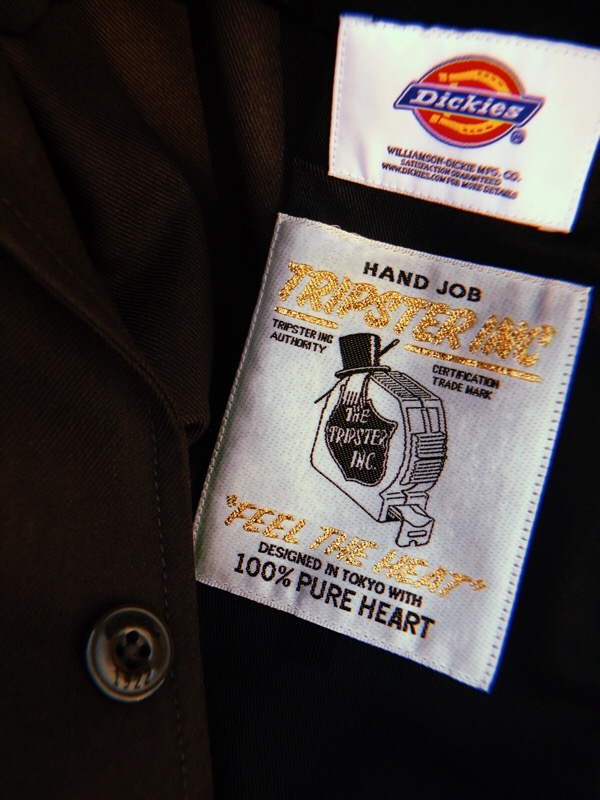 Dickies
WILLIAMSON-DICKIE MFG. CO.
SATISFACTION GUARANTEED
WWW.DICKIES.COM FOR MORE DETAILS
HAND JOB
TRIPSTER INC
TRIPSTER INC
AUTHORITY
CERTIFICATION
TRADE MARK
THE
TRIPSTER
INC.
"FEEL THE HEAT"
DESIGNED IN TOKYO WITH
100% PURE HEART
1922